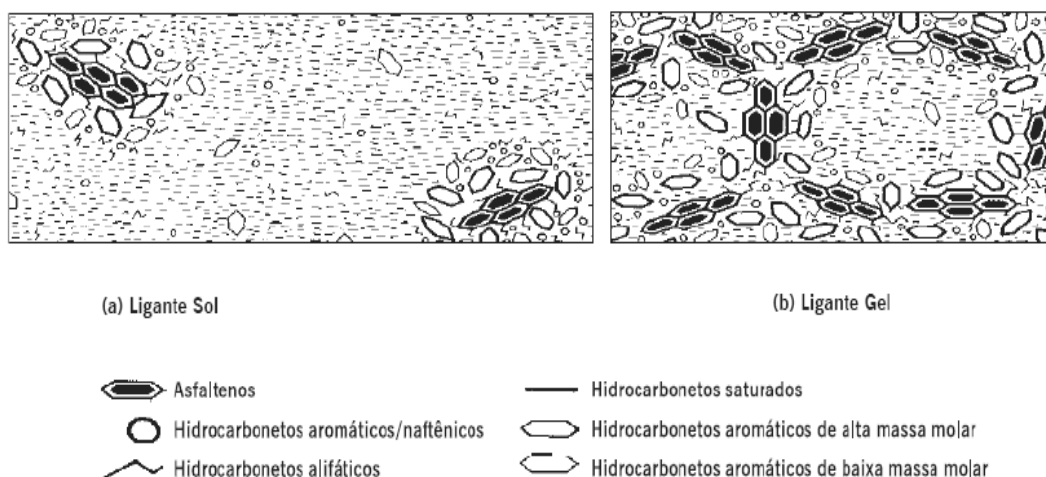 (a) Ligante Sol
(b) Ligante Gel
Asfaltenos
Hidrocarbonetos aromáticos/naftênicos
Hidrocarbonetos alifáticos
Hidrocarbonetos saturados
Hidrocarbonetos aromáticos de alta massa molar
Hidrocarbonetos aromáticos de baixa massa molar